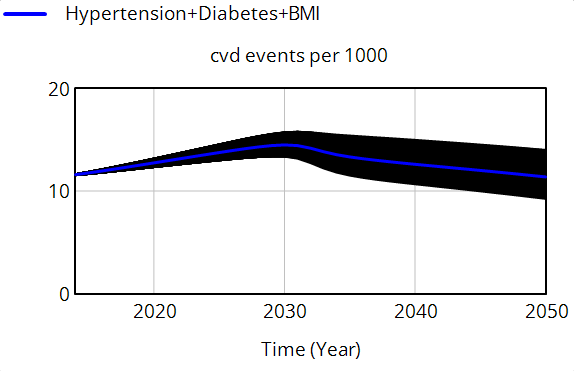 Hypertension+Diabetes+BMI
cvd events per 1000
20
10
0
2020 2030 2040 2050
Time (Year)